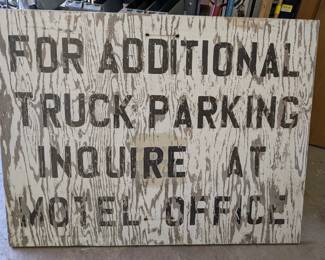 FOR ADDITIONAL
TRUCK PARKING
INQUIRE AT
MOTEL OFFICE